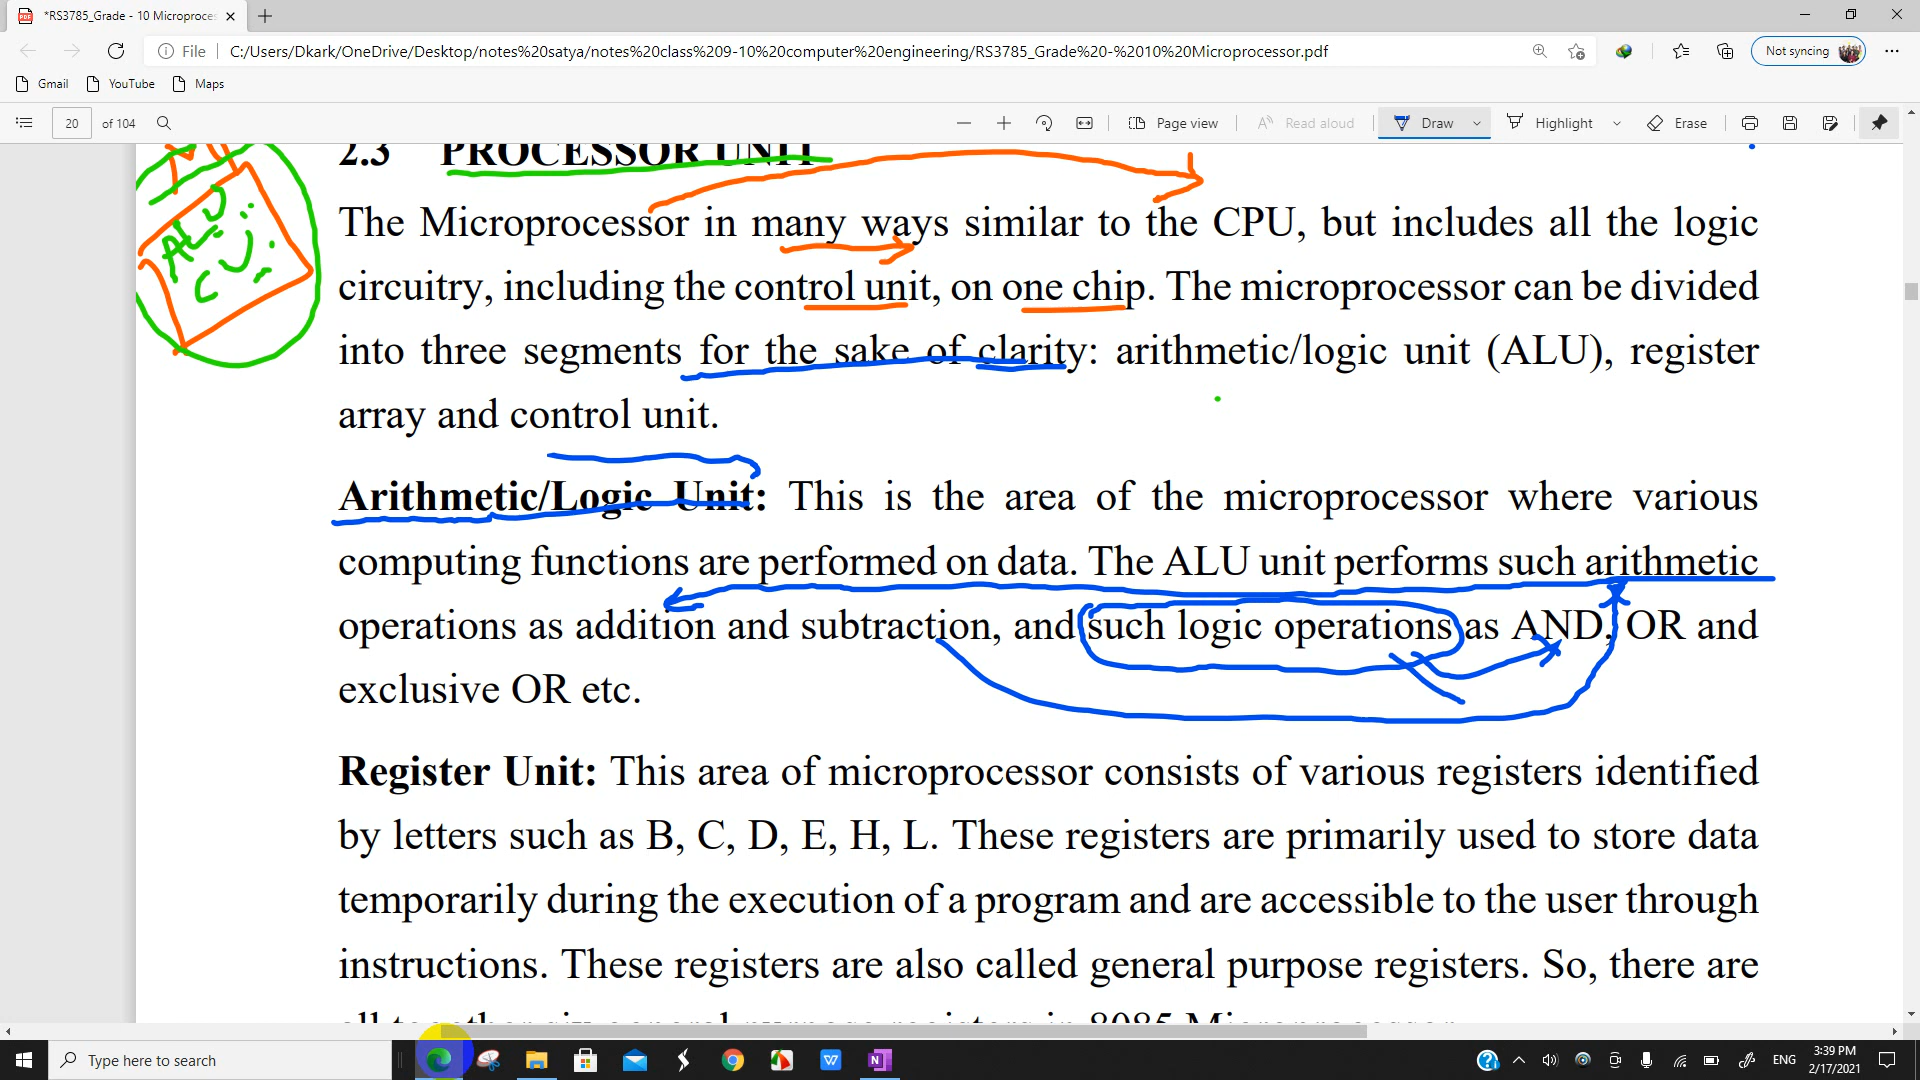 *RS3785_Grade - 10 Microproces
File
C:/Users/Dkark/OneDrive/Desktop/notes%20satya/notes%20class%209-10%20computer%20engineering/RS3785_Grade%20-%2010%20Microprocessor.pdf
Not syncing
Gmail YouTube Maps
20 of 104
Page view
Read aloud
Draw
Highlight
Erase
2.3 PROCESSOR UNIT
The Microprocessor in many ways similar to the CPU, but includes all the logic
circuitry, including the control unit, on one chip. The microprocessor can be divided
into three segments for the sake of clarity: arithmetic/logic unit (ALU), register
array and control unit.
ALU
CU
Arithmetic/Logic Unit: This is the area of the microprocessor where various
computing functions are performed on data. The ALU unit performs such arithmetic
operations as addition and subtraction, and such logic operations as AND, OR and
exclusive OR etc.
Register Unit: This area of microprocessor consists of various registers identified
by letters such as B, C, D, E, H, L. These registers are primarily used to store data
temporarily during the execution of a program and are accessible to the user through
instructions. These registers are also called general purpose registers. So, there are
Type here to search
ENG
3:39 PM
2/17/2021